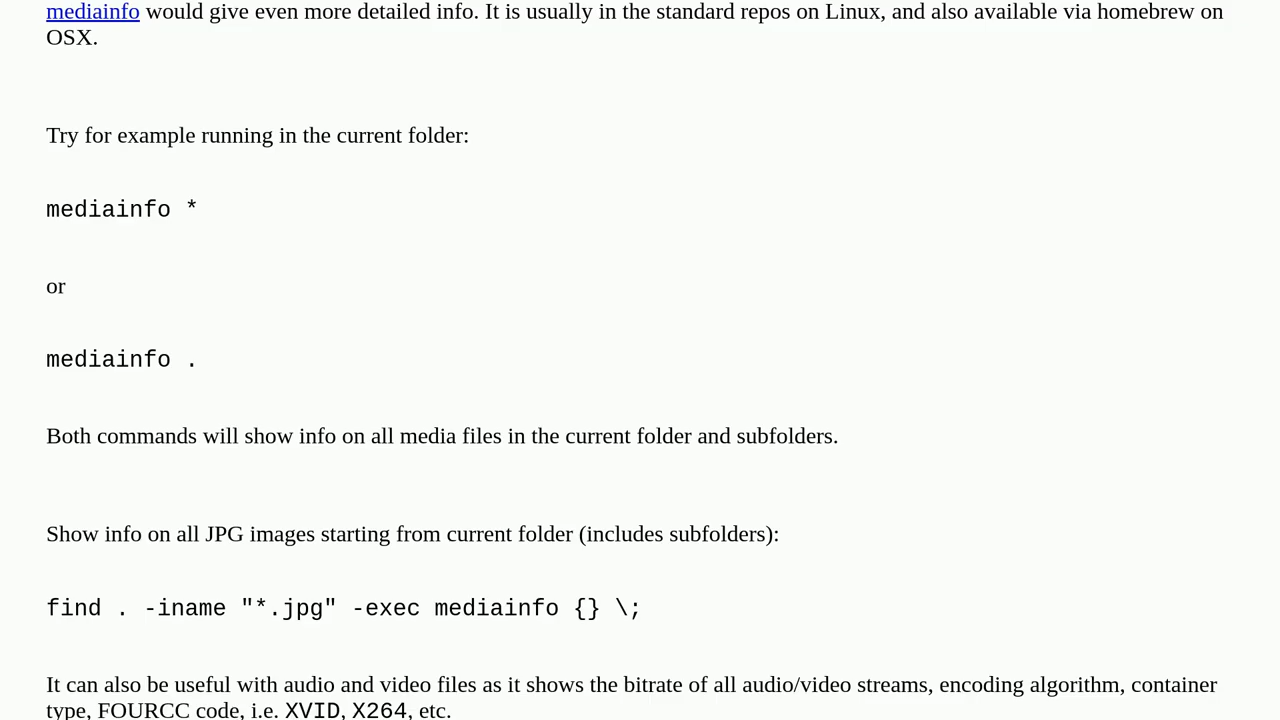 mediainfo would give even more detailed info. It is usually in the standard repos on Linux, and also available via homebrew on
OSX.
Try for example running in the current folder:
mediainfo *
or
mediainfo .
Both commands will show info on all media files in the current folder and subfolders.
Show info on all JPG images starting from current folder (includes subfolders):
find . -iname "*.jpg" -exec mediainfo {} \;
It can also be useful with audio and video files as it shows the bitrate of all audio/video streams, encoding algorithm, container
type, FOURCC code, i.e. XVID, X264, etc.